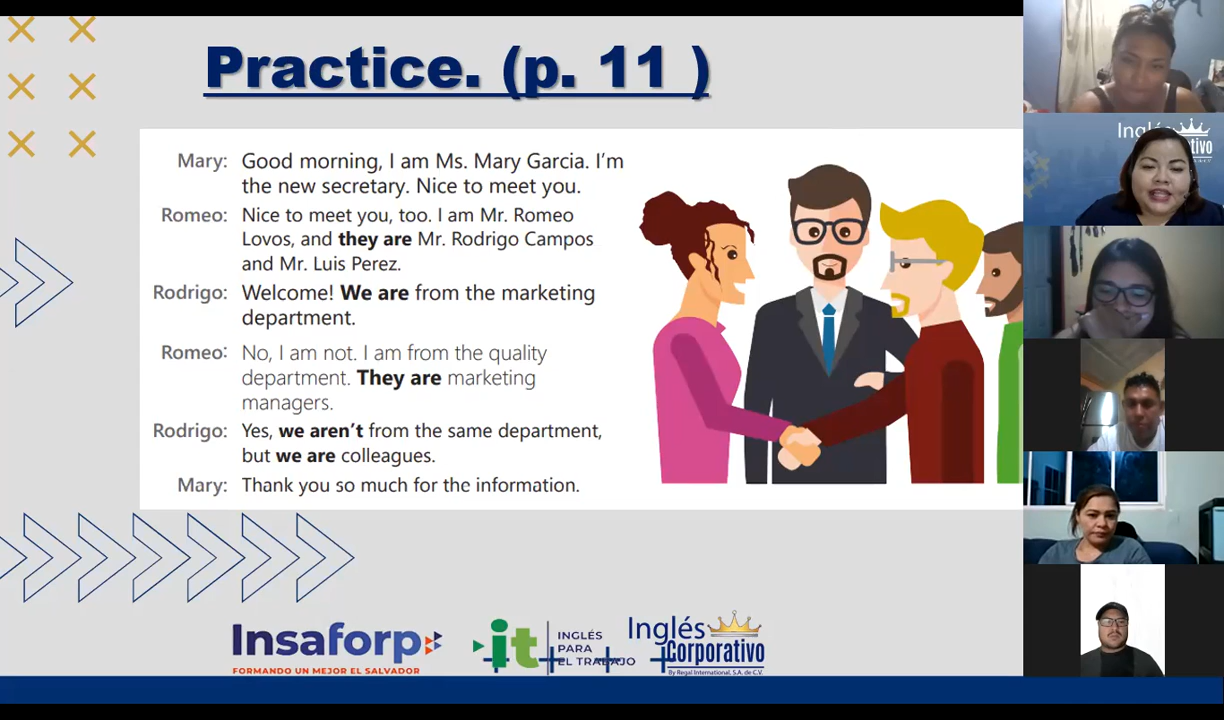 Practice. (p. 11 )
Mary: Good morning, I am Ms. Mary Garcia. I'm
the new secretary. Nice to meet you.
Romeo: Nice to meet you, too. I am Mr. Romeo
Lovos, and they are Mr. Rodrigo Campos
and Mr. Luis Perez.
Rodrigo: Welcome! We are from the marketing
department.
Romeo: No, I am not. I am from the quality
department. They are marketing
managers.
Rodrigo: Yes, we aren't from the same department,
but we are colleagues.
Mary: Thank you so much for the information.
Insaforp
FORMANDO UN MEJOR EL SALVADOR
it
INGLÉS
PARA
EL TRABAJO
Inglés
Corporativo
By Regal International, S.A. de C.V.